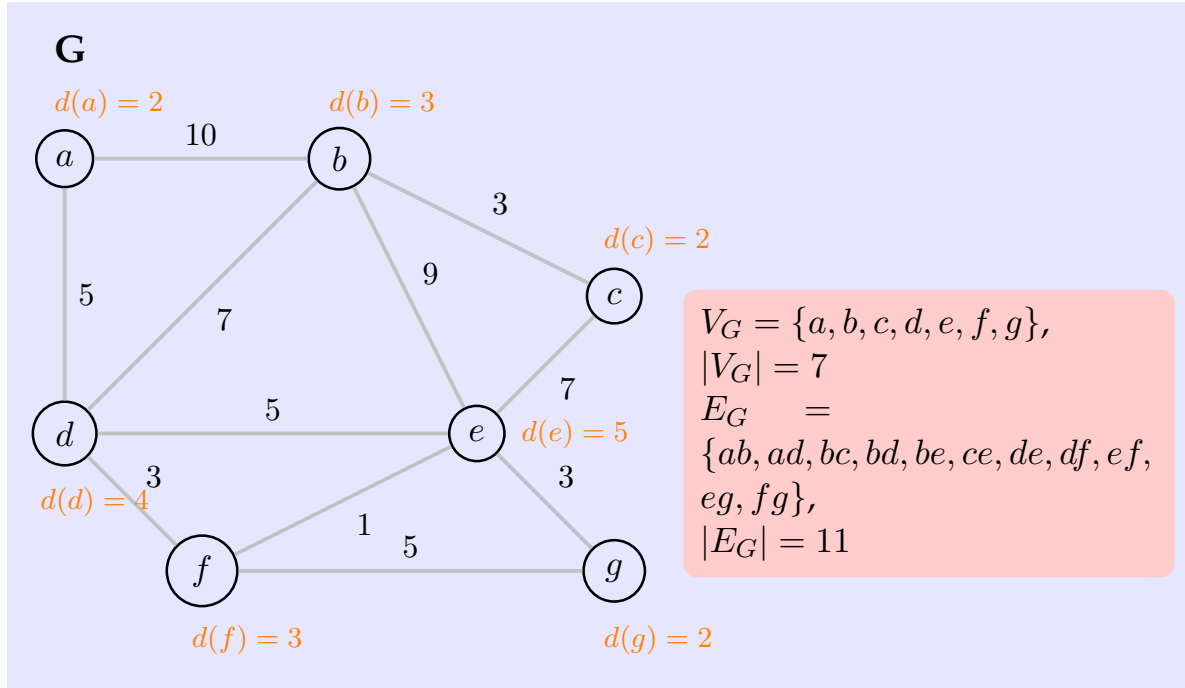 G
d(a) = 2
d(b) = 3
10
a
b
3
d(c) = 2
9
5
c
7
V_G = {a, b, c, d, e, f, g},
|V_G| = 7
7
5
E_G =
d
e
d(e) = 5
{ab, ad, bc, bd, be, ce, de, df, ef,
3
3
d(d) = 4
eg, fg},
1
5
|E_G| = 11
f
g
d(f) = 3
d(g) = 2